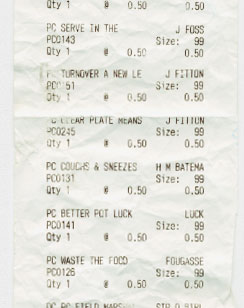 Qty 1 @ 0.50 0.50
PC SERVE IN THE J FOSS
PC0143 Size: 99
Qty 1 @ 0.50 0.50
PC TURNOVER A NEW LE J FITTON
51 Size: 99
Qty 1 @ 0.50 0.50
PLATE MEANS J FITTON
PC0245 Size: 99
Qty 1 @ 0.50 0.50
PC COUGHS & SNEEZES H M BATEMA
PC0131 Size: 99
Qty 1 @ 0.50 0.50
PC BETTER POT LUCK LUCK
PC0141 Size: 99
Qty 1 @ 0.50 0.50
PC WASTE THE FOOD FOUGASSE
PC0126 Size: 99
Qty 1 @ 0.50 0.50
PC FIELD